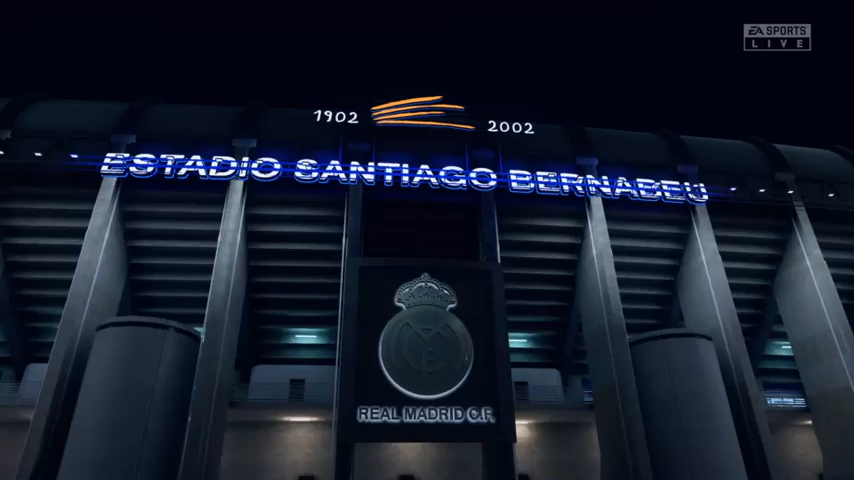 EA SPORTS
LIVE
1902 2002
ESTADIO SANTIAGO BERNABEU
REAL MADRID C.F.